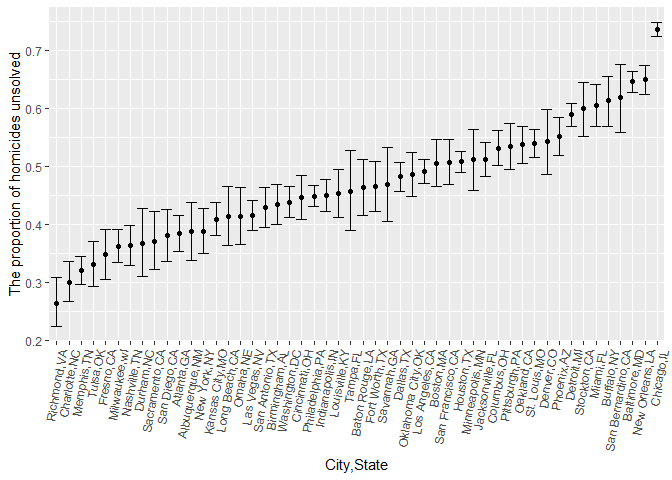 The proportion of homicides unsolved
0.7
0.6
0.5
0.4
0.3
0.2
Richmond,VA
Charlotte,NC
Memphis,TN
Tulsa,OK
Fresno,CA
Milwaukee,wI
Nashville,TN
Durham,NC
Sacramento,CA
San Diego,CA
Atlanta,GA
Albuquerque,NM
New York,NY
Kansas City,MO
Long Beach,CA
Omaha,NE
Las Vegas,NV
San Antonio,TX
Birmingham,AL
Washington,DC
Cincinnati,OH
Philadelphia,PA
Indianapolis,IN
Louisville,KY
Tampa,FL
Baton Rouge,LA
Fort Worth,TX
Savannah,GA
Dallas,TX
Oklahoma City,OK
Los Angeles,CA
Boston,MA
San Francisco,CA
Houston,TX
Minneapolis,MN
Jacksonville,FL
Columbus,OH
Pittsburgh,PA
Oakland,CA
St. Louis,MO
Denver,CO
Phoenix,AZ
Detroit,MI
Stockton,CA
Miami,FL
Buffalo,NY
San Bernardino,CA
Baltimore,MD
New Orleans,LA
Chicago,IL
City,State